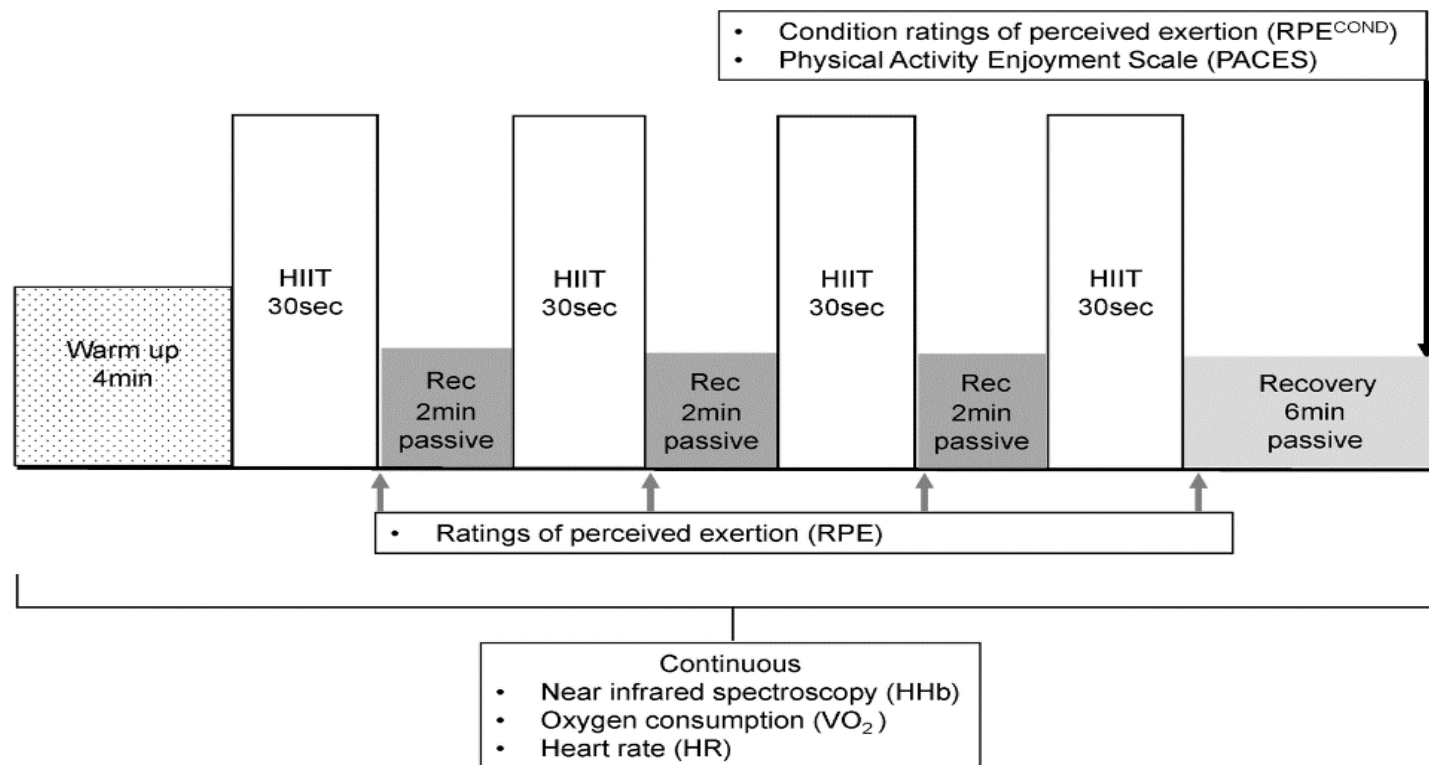 • Condition ratings of perceived exertion (RPECOND)
• Physical Activity Enjoyment Scale (PACES)
HIIT
30sec
HIIT
30sec
HIIT
30sec
HIIT
30sec
Warm up
4min
Rec
2min
passive
Rec
2min
passive
Rec
2min
passive
Recovery
6min
passive
• Ratings of perceived exertion (RPE)
Continuous
• Near infrared spectroscopy (HHb)
• Oxygen consumption (VO₂)
• Heart rate (HR)